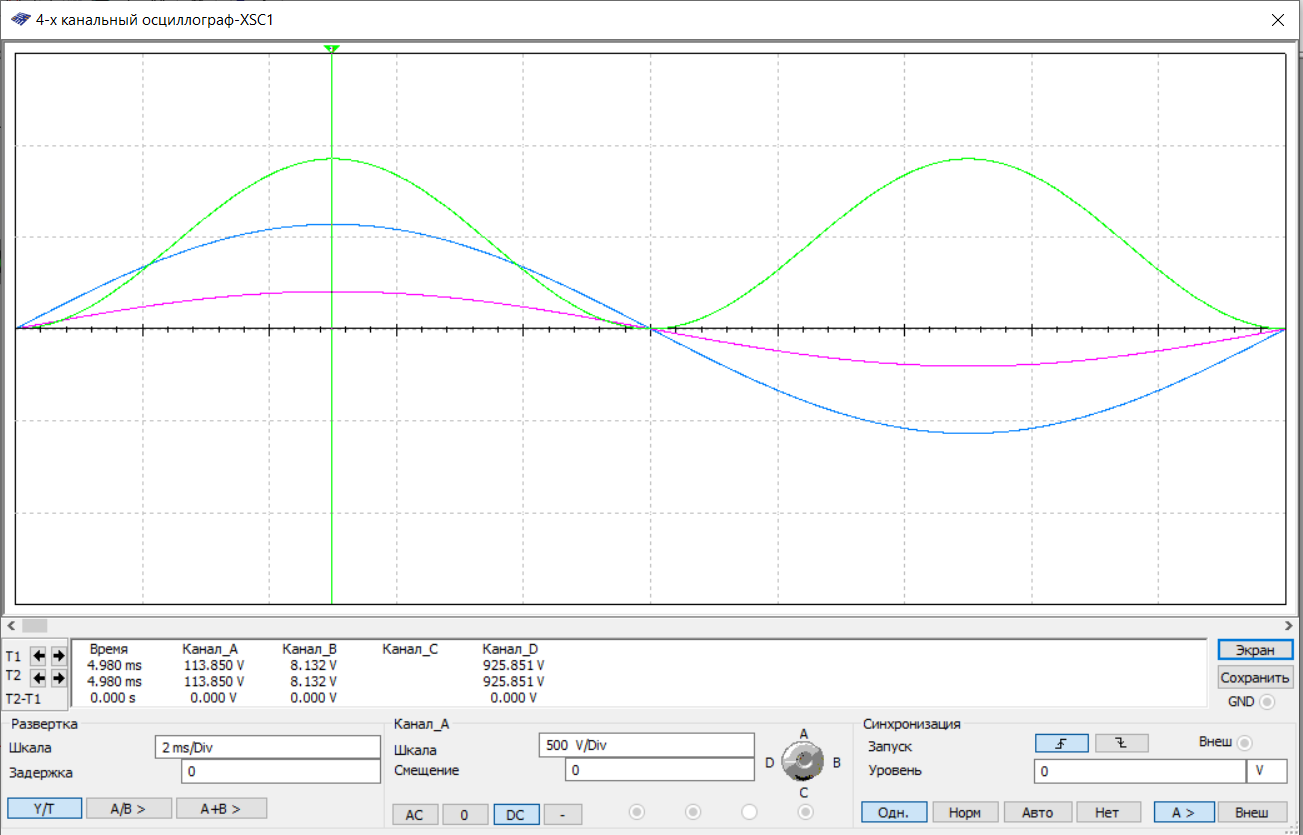 4-х канальный осциллограф-XSC1
Время Канал_A Канал_B Канал_C Канал_D
T1 4.980 ms 113.850 V 8.132 V 925.851 V
T2 4.980 ms 113.850 V 8.132 V 925.851 V
T2-T1 0.000 s 0.000 V 0.000 V 0.000 V
Экран
Сохранить
GND
Развертка
Шкала 2 ms/Div
Задержка 0
Y/T A/B > A+B >
Канал_A
Шкала 500 V/Div
Смещение 0
AC 0 DC -
A
D B
C
Синхронизация
Запуск Внеш
Уровень 0 V
Одн. Норм Авто Нет A > Внеш